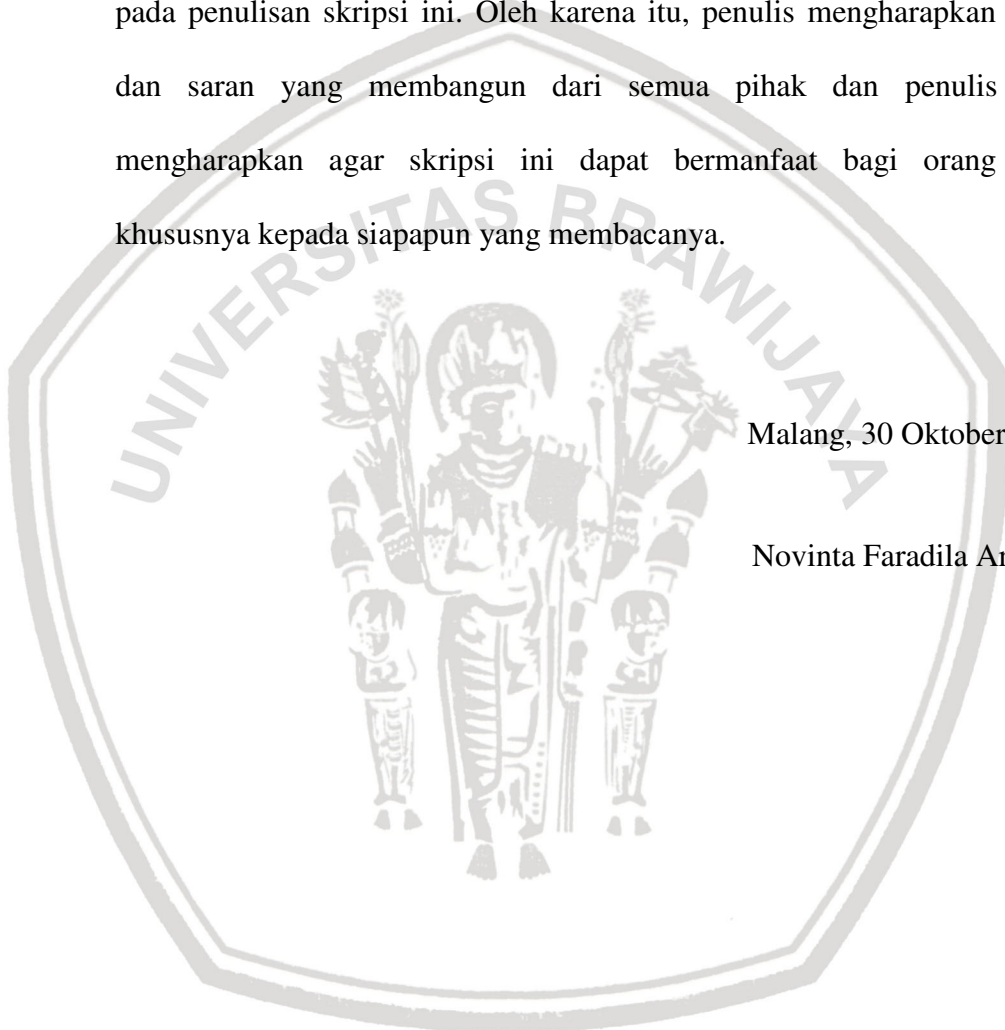 pada penulisan skripsi ini. Oleh karena itu, penulis mengharapkan
dan saran yang membangun dari semua pihak dan penulis
mengharapkan agar skripsi ini dapat bermanfaat bagi orang
khususnya kepada siapapun yang membacanya.
UNIVERSITAS BRAWIJAYA
Malang, 30 Oktober
Novinta Faradila